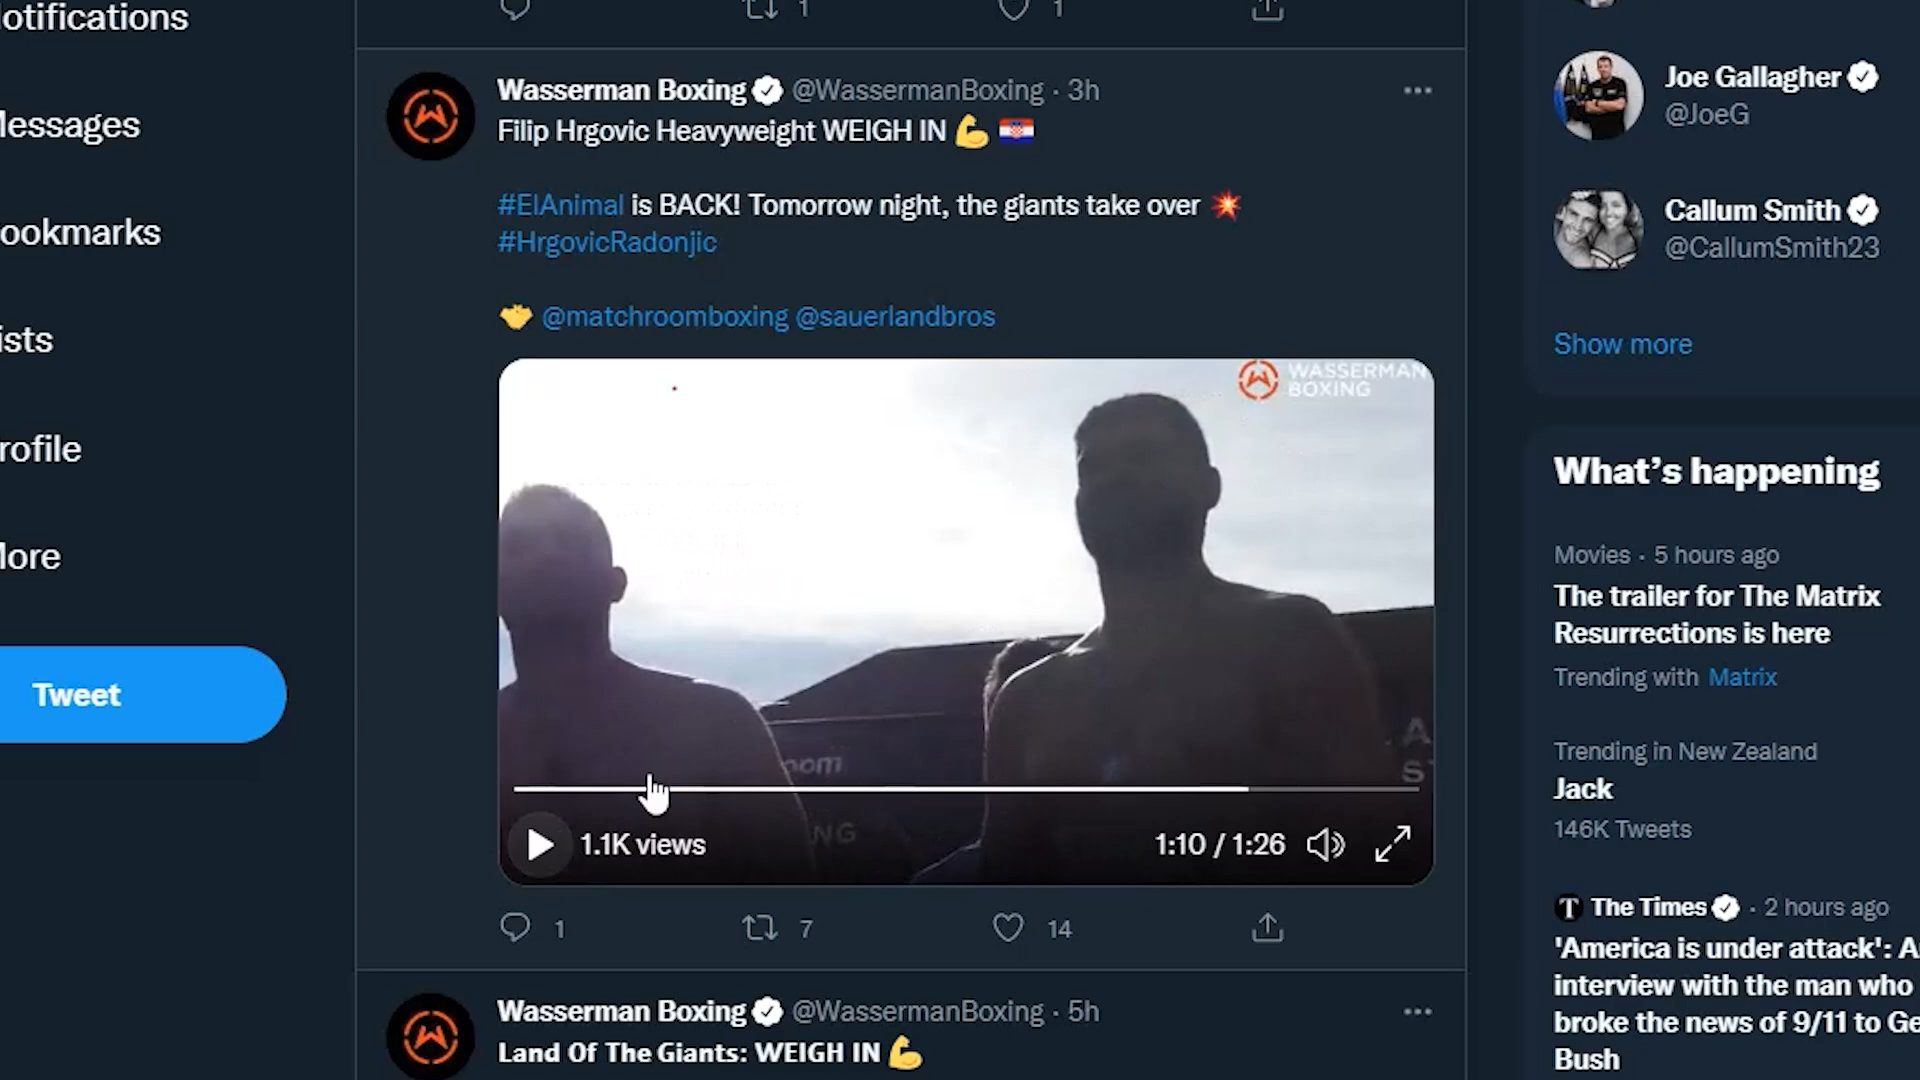 otifications
essages
ookmarks
ists
rofile
ore
Tweet
1
1
Wasserman Boxing @WassermanBoxing · 3h
Filip Hrgovic Heavyweight WEIGH IN 💪 🇭🇷
#ElAnimal is BACK! Tomorrow night, the giants take over 💥
#HrgovicRadonjic
@matchroomboxing @sauerlandbros
WASSERMAN
BOXING
oom
NG
A
S
1.1K views
1:10 / 1:26
1
7
14
Wasserman Boxing @WassermanBoxing · 5h
Land Of The Giants: WEIGH IN 💪
Joe Gallagher
@JoeG
Callum Smith
@CallumSmith23
Show more
What's happening
Movies · 5 hours ago
The trailer for The Matrix
Resurrections is here
Trending with Matrix
Trending in New Zealand
Jack
146K Tweets
T The Times · 2 hours ago
'America is under attack': A
interview with the man who
broke the news of 9/11 to Ge
Bush